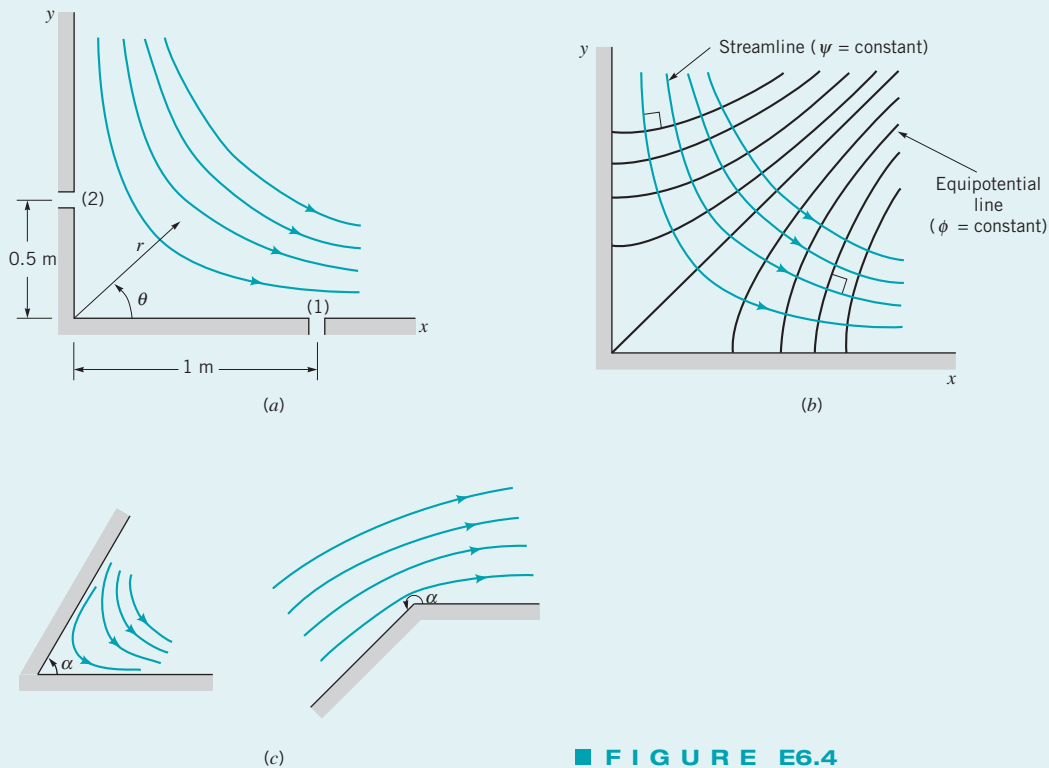 y
(2)
0.5 m
r
θ
(1)
x
1 m
(a)
y
Streamline (ψ = constant)
Equipotential
line
(ϕ = constant)
x
(b)
α
α
(c)
FIGURE E6.4